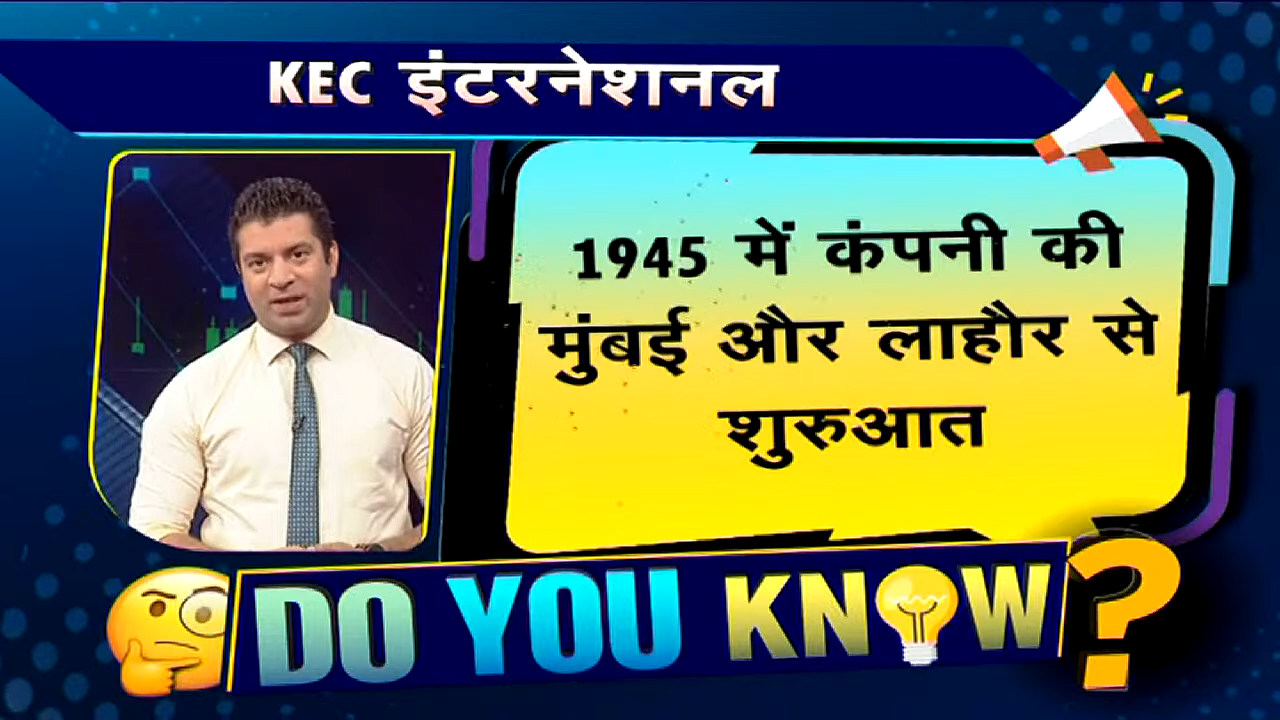 KEC इंटरनेशनल
1945 में कंपनी की
मुंबई और लाहौर से
शुरुआत
DO YOU KNOW?